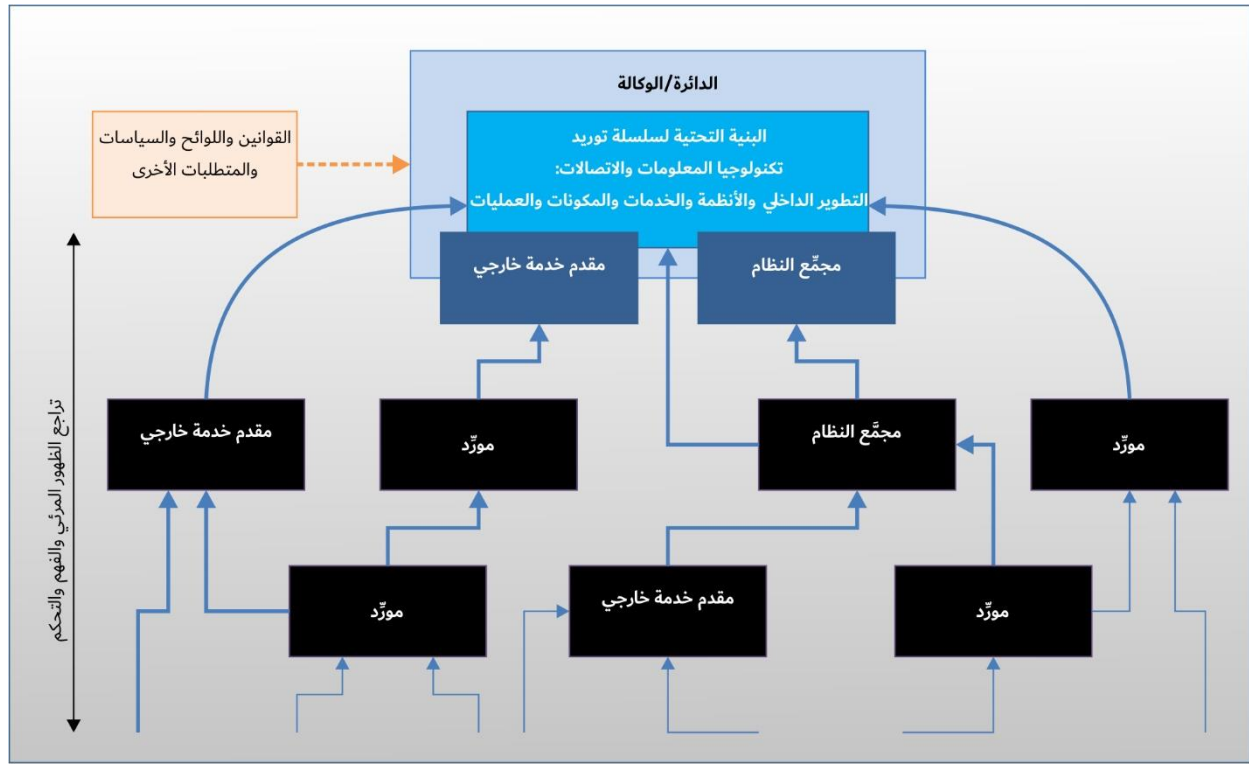 الدائرة/الوكالة
القوانين واللوائح والسياسات
والمتطلبات الأخرى
البنية التحتية لسلسلة توريد
تكنولوجيا المعلومات والاتصالات:
التطوير الداخلي والأنظمة والخدمات والمكونات والعمليات
مجمِّع النظام
مقدم خدمة خارجي
مورِّد
مجمَّع النظام
مورِّد
مقدم خدمة خارجي
مورِّد
مقدم خدمة خارجي
مورِّد
تراجع الظهور المرئي والفهم والتحكم